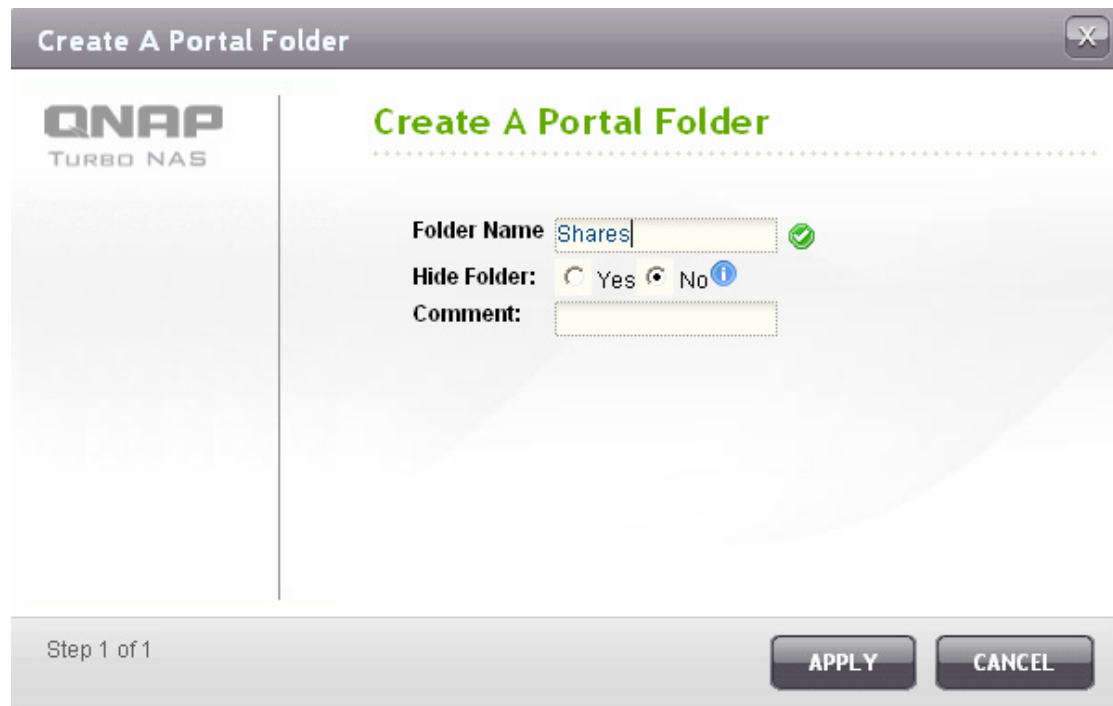 Create A Portal Folder
X
QNAP
TURBO NAS
Create A Portal Folder
Folder Name Shares
Hide Folder: Yes No
Comment:
Step 1 of 1
APPLY CANCEL